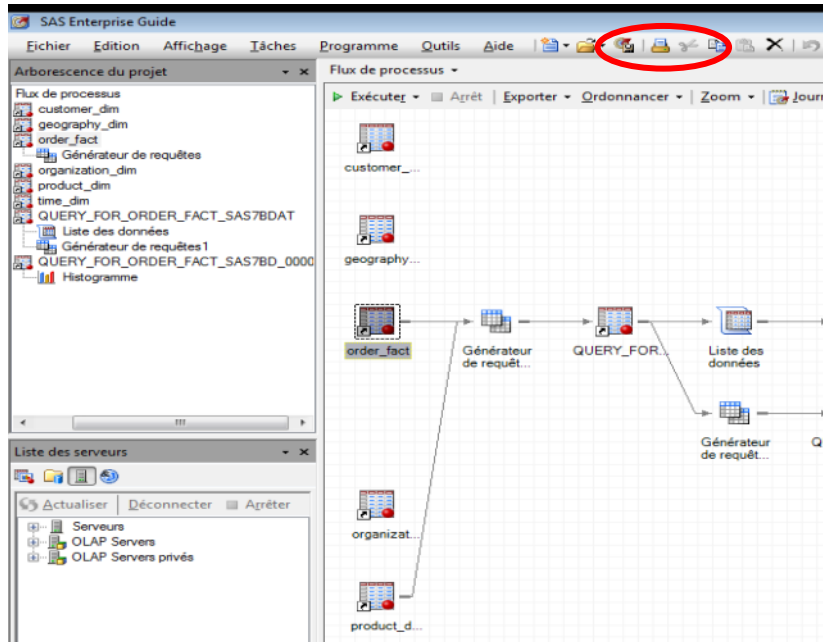 SAS Enterprise Guide
Fichier Edition Affichage Tâches Programme Outils Aide
Arborescence du projet
Flux de processus
customer_dim
geography_dim
order_fact
Générateur de requêtes
organization_dim
product_dim
time_dim
QUERY_FOR_ORDER_FACT_SAS7BDAT
Liste des données
Générateur de requêtes1
QUERY_FOR_ORDER_FACT_SAS7BD_0000
Histogramme
Liste des serveurs
Actualiser Déconnecter Arrêter
Serveurs
OLAP Servers
OLAP Servers privés
Flux de processus
Exécuter Arrêt Exporter Ordonnancer Zoom Journ
customer_...
geography...
order_fact
Générateur
de requêt...
QUERY_FOR...
Liste des
données
Générateur
de requêt...
Q
organizat...
product_d...